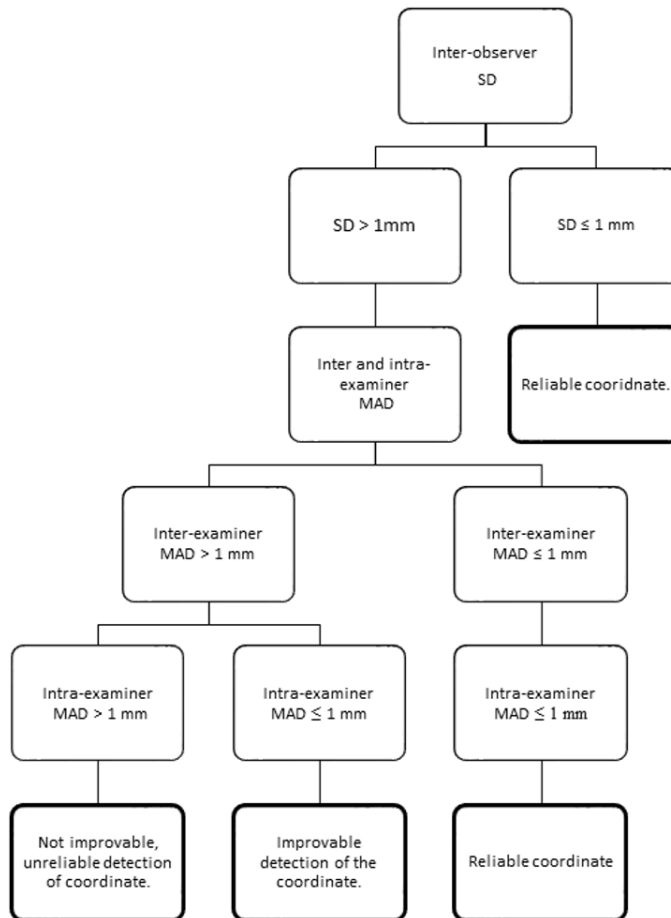 Inter-observer
SD
SD > 1mm
SD ≤ 1 mm
Inter and intra-
examiner
MAD
Reliable cooridnate.
Inter-examiner
MAD > 1 mm
Inter-examiner
MAD ≤ 1 mm
Intra-examiner
MAD > 1 mm
Intra-examiner
MAD ≤ 1 mm
Intra-examiner
MAD ≤ 1 mm
Not improvable,
unreliable detection
of coordinate.
Improvable
detection of the
coordinate.
Reliable coordinate